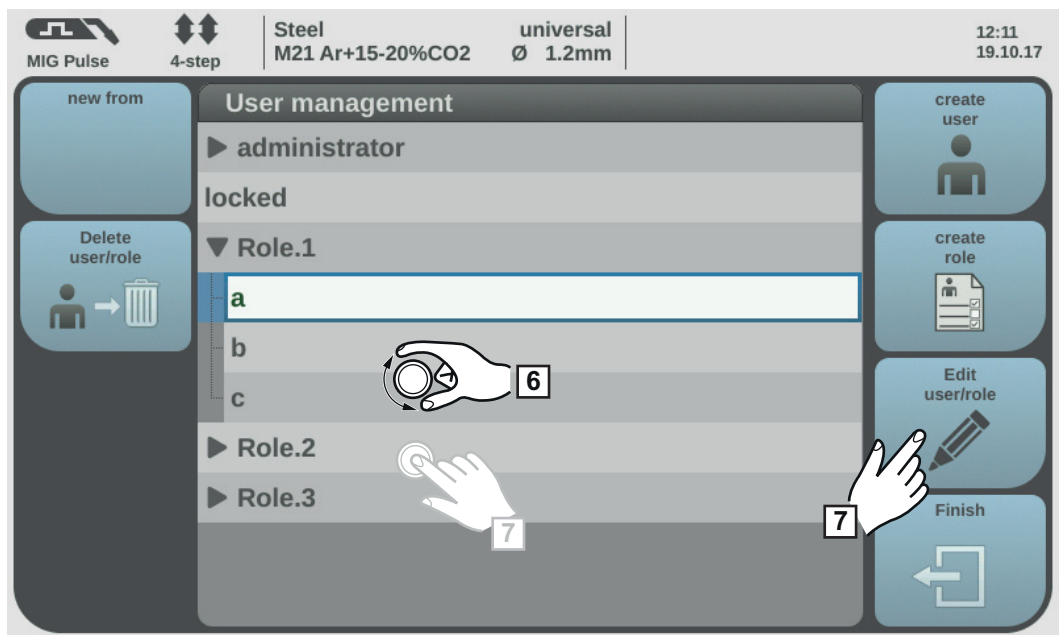 MIG Pulse
4-step
Steel universal
M21 Ar+15-20%CO2 Ø 1.2mm
12:11
19.10.17
new from
Delete
user/role
User management
administrator
locked
Role.1
a
b
c
Role.2
Role.3
6
7
7
create
user
create
role
Edit
user/role
Finish